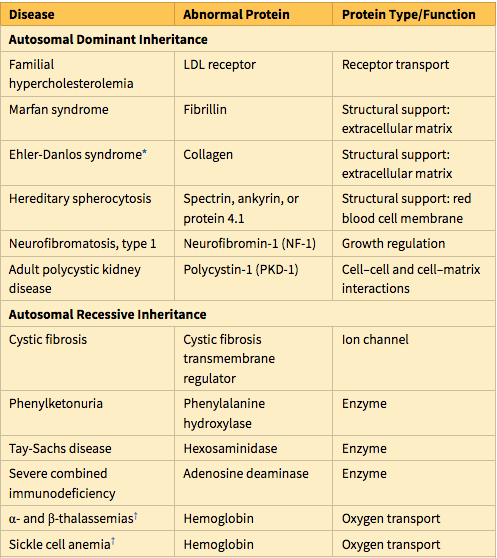 Disease Abnormal Protein Protein Type/Function
Autosomal Dominant Inheritance
Familial LDL receptor Receptor transport
hypercholesterolemia
Marfan syndrome Fibrillin Structural support:
extracellular matrix
Ehler-Danlos syndrome* Collagen Structural support:
extracellular matrix
Hereditary spherocytosis Spectrin, ankyrin, or Structural support: red
protein 4.1 blood cell membrane
Neurofibromatosis, type 1 Neurofibromin-1 (NF-1) Growth regulation
Adult polycystic kidney Polycystin-1 (PKD-1) Cell–cell and cell–matrix
disease interactions
Autosomal Recessive Inheritance
Cystic fibrosis Cystic fibrosis Ion channel
transmembrane
regulator
Phenylketonuria Phenylalanine Enzyme
hydroxylase
Tay-Sachs disease Hexosaminidase Enzyme
Severe combined Adenosine deaminase Enzyme
immunodeficiency
α- and β-thalassemias† Hemoglobin Oxygen transport
Sickle cell anemia† Hemoglobin Oxygen transport